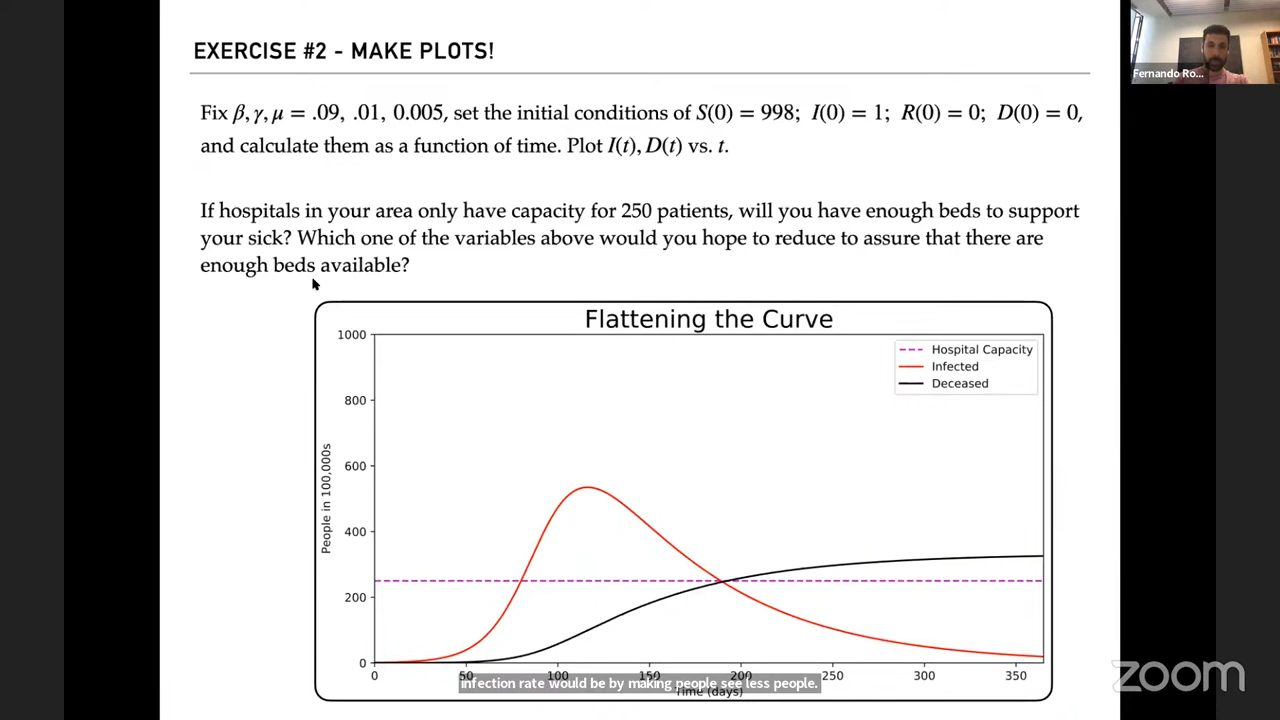 EXERCISE #2 - MAKE PLOTS!
Fernando Ro...
Fix β, γ, μ = .09, .01, 0.005, set the initial conditions of S(0) = 998; I(0) = 1; R(0) = 0; D(0) = 0,
and calculate them as a function of time. Plot I(t), D(t) vs. t.
If hospitals in your area only have capacity for 250 patients, will you have enough beds to support
your sick? Which one of the variables above would you hope to reduce to assure that there are
enough beds available?
Flattening the Curve
Hospital Capacity
Infected
Deceased
People in 100,000s
1000
800
600
400
200
0
0 50 100 150 200 250 300 350
Time (days)
infection rate would be by making people see less people.
zoom